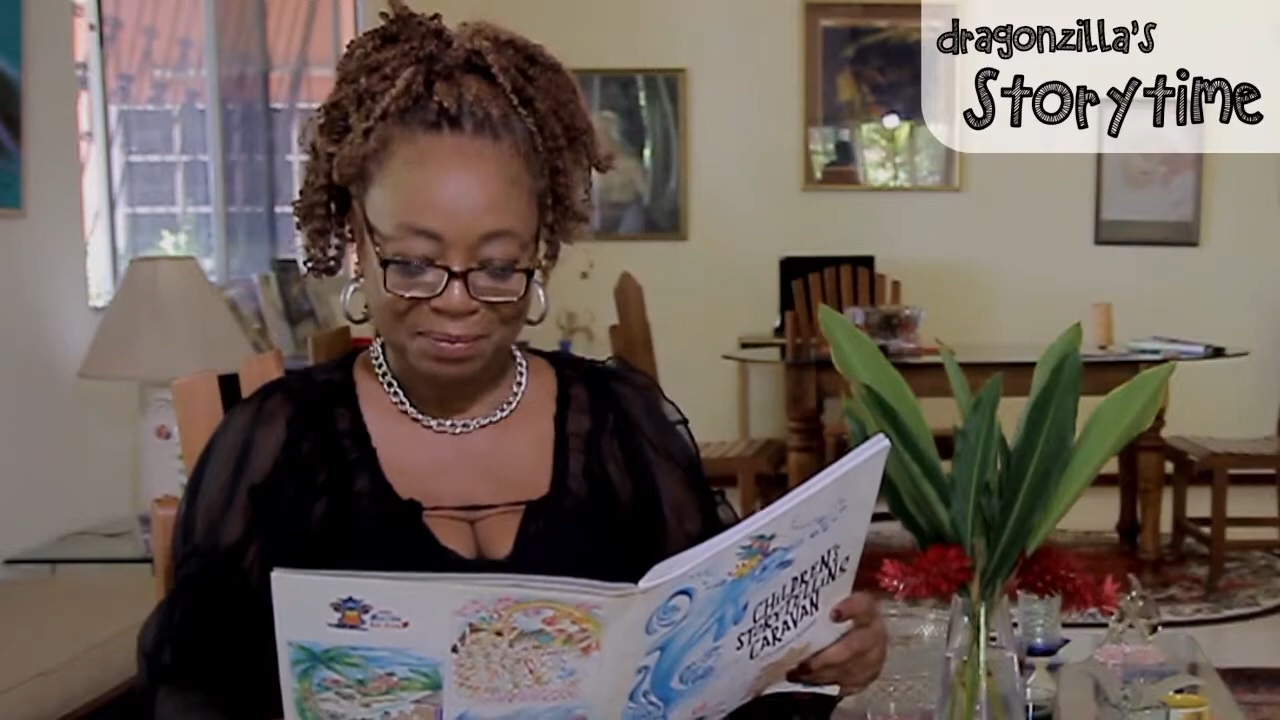 dragonzilla's
Storytime
CHILDREN'S
STORYTELLING
CARAVAN